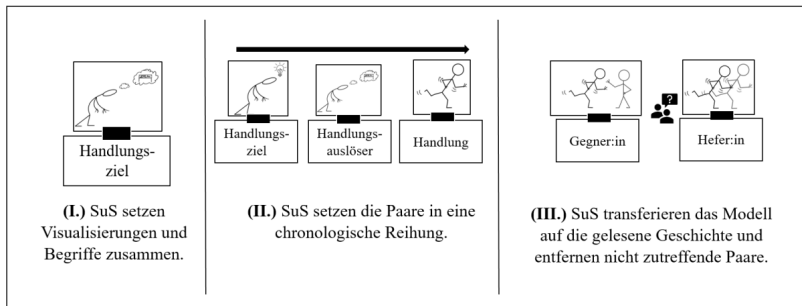 Handlungs-
ziel
(I.) SuS setzen
Visualisierungen und
Begriffe zusammen.
Handlungs-
ziel
Handlungs-
auslöser
Handlung
(II.) SuS setzen die Paare in eine
chronologische Reihung.
?
Gegner:in
Hefer:in
(III.) SuS transferieren das Modell
auf die gelesene Geschichte und
entfernen nicht zutreffende Paare.